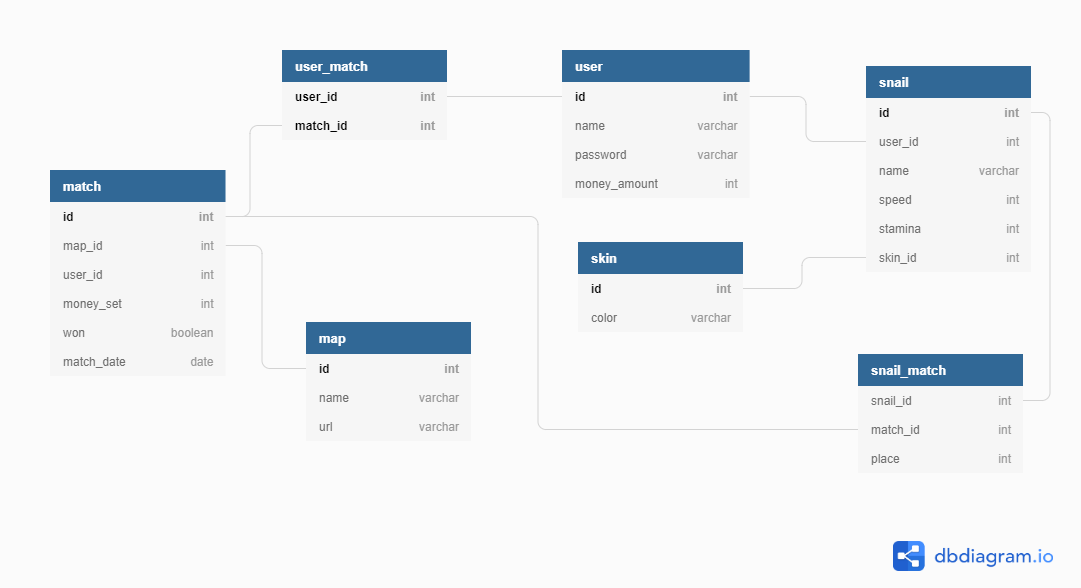 user_match
user_id int
match_id int
user
id int
name varchar
password varchar
money_amount int
snail
id int
user_id int
name varchar
speed int
stamina int
skin_id int
match
id int
map_id int
user_id int
money_set int
won boolean
match_date date
skin
id int
color varchar
map
id int
name varchar
url varchar
snail_match
snail_id int
match_id int
place int
dbdiagram.io